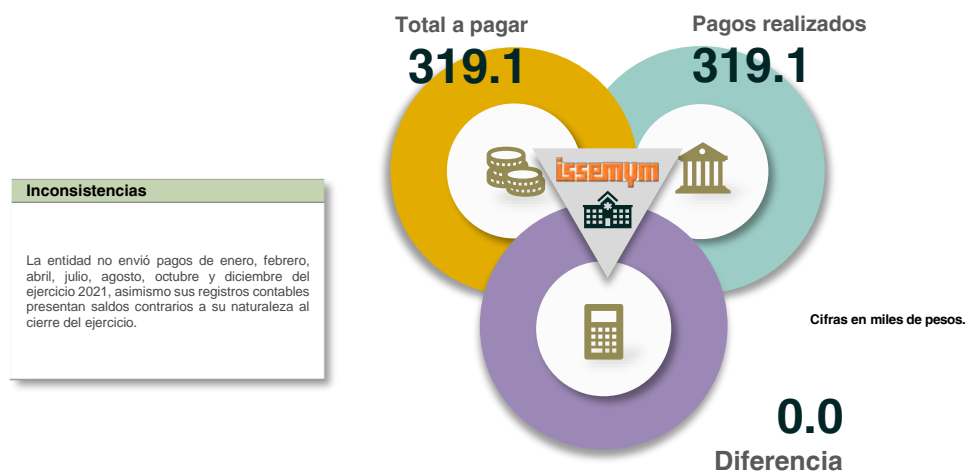 Total a pagar
319.1
Pagos realizados
319.1
issemym
Inconsistencias
La entidad no envió pagos de enero, febrero,
abril, julio, agosto, octubre y diciembre del
ejercicio 2021, asimismo sus registros contables
presentan saldos contrarios a su naturaleza al
cierre del ejercicio.
Cifras en miles de pesos.
0.0
Diferencia